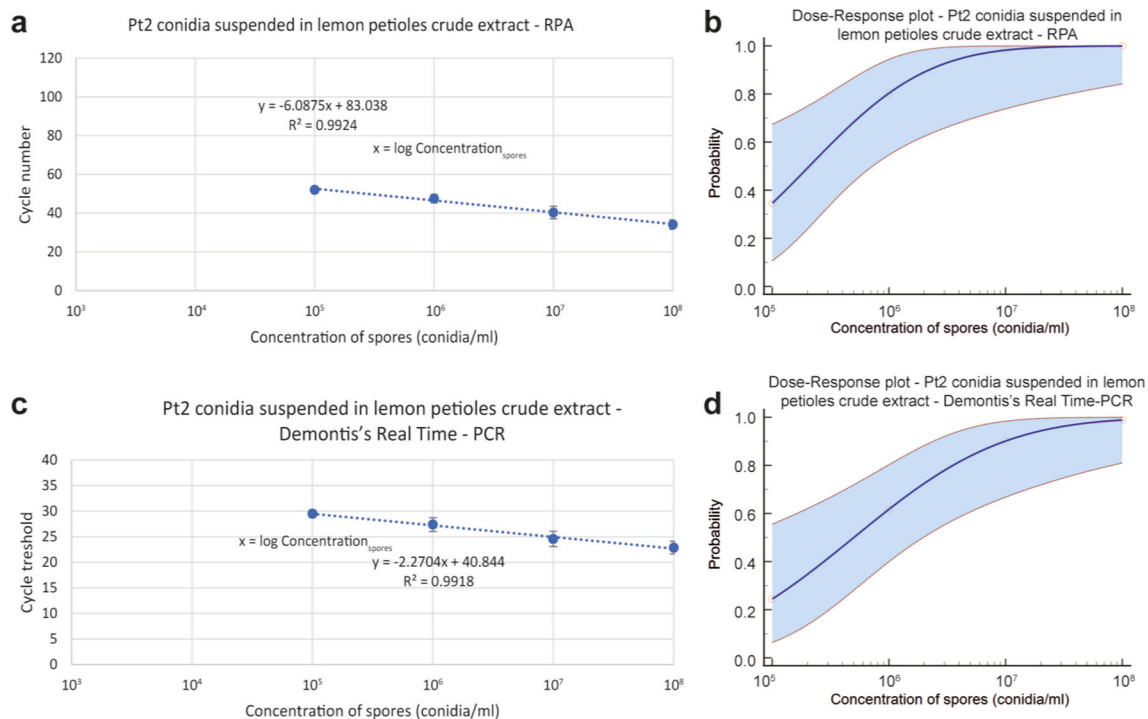 a
Pt2 conidia suspended in lemon petioles crude extract - RPA
120
100
80
60
40
20
0
Cycle number
y = -6.0875x + 83.038
R² = 0.9924
x = log Concentration_spores
10³ 10⁴ 10⁵ 10⁶ 10⁷ 10⁸
Concentration of spores (conidia/ml)
b
Dose-Response plot - Pt2 conidia suspended in
lemon petioles crude extract - RPA
1.0
0.8
0.6
0.4
0.2
0.0
Probability
10⁵ 10⁶ 10⁷ 10⁸
Concentration of spores (conidia/ml)
c
Pt2 conidia suspended in lemon petioles crude extract -
Demontis's Real Time - PCR
40
35
30
25
20
15
10
5
0
Cycle treshold
x = log Concentration_spores
y = -2.2704x + 40.844
R² = 0.9918
10³ 10⁴ 10⁵ 10⁶ 10⁷ 10⁸
Concentration of spores (conidia/ml)
d
Dose-Response plot - Pt2 conidia suspended in lemon
petioles crude extract - Demontis's Real Time-PCR
1.0
0.8
0.6
0.4
0.2
0.0
Probability
10⁵ 10⁶ 10⁷ 10⁸
Concentration of spores (conidia/ml)